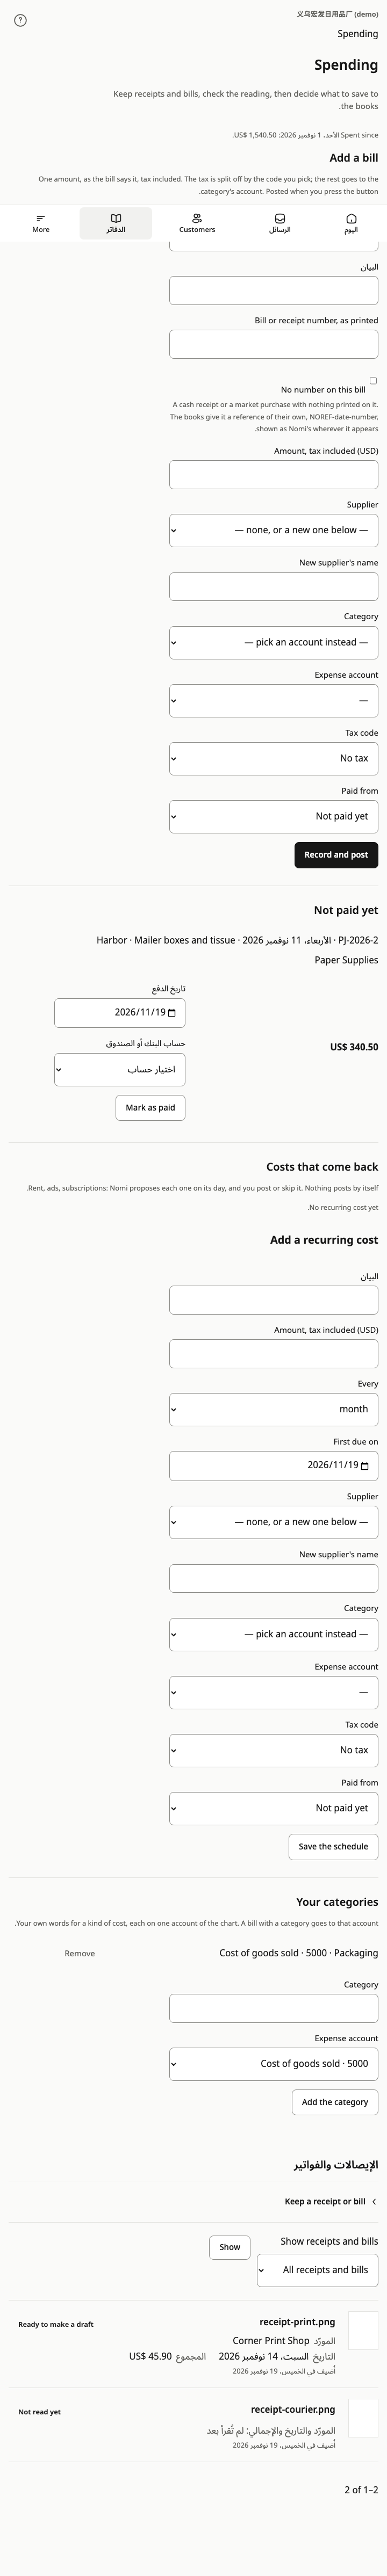 义乌宏发日用品厂 (demo)
Spending
Spending
Keep receipts and bills, check the reading, then decide what to save to
the books.
Spent since الأحد، 1 نوفمبر 2026: US$ 1,540.50.
Add a bill
One amount, as the bill says it, tax included. The tax is split off by the code you pick; the rest goes to the
category's account. Posted when you press the button.
اليوم
الرسائل
Customers
الدفاتر
More
البيان
Bill or receipt number, as printed
No number on this bill
A cash receipt or a market purchase with nothing printed on it.
The books give it a reference of their own, NOREF-date-number,
shown as Nomi's wherever it appears.
Amount, tax included (USD)
Supplier
— none, or a new one below —
New supplier's name
Category
— pick an account instead —
Expense account
—
Tax code
No tax
Paid from
Not paid yet
Record and post
Not paid yet
Harbor · Mailer boxes and tissue · الأربعاء، 11 نوفمبر 2026 · PJ-2026-2
Paper Supplies
تاريخ الدفع
2026/11/19
حساب البنك أو الصندوق
اختيار حساب
US$ 340.50
Mark as paid
Costs that come back
Rent, ads, subscriptions: Nomi proposes each one on its day, and you post or skip it. Nothing posts by itself.
No recurring cost yet.
Add a recurring cost
البيان
Amount, tax included (USD)
Every
month
First due on
2026/11/19
Supplier
— none, or a new one below —
New supplier's name
Category
— pick an account instead —
Expense account
—
Tax code
No tax
Paid from
Not paid yet
Save the schedule
Your categories
Your own words for a kind of cost, each on one account of the chart. A bill with a category goes to that account.
Cost of goods sold · 5000 · Packaging
Remove
Category
Expense account
Cost of goods sold · 5000
Add the category
الإيصالات والفواتير
Keep a receipt or bill
Show receipts and bills
All receipts and bills
Show
receipt-print.png
Ready to make a draft
المورّد Corner Print Shop
التاريخ السبت، 14 نوفمبر 2026 المجموع US$ 45.90
أضيف في الخميس، 19 نوفمبر 2026
receipt-courier.png
Not read yet
المورّد والتاريخ والإجمالي: لم تُقرأ بعد
أضيف في الخميس، 19 نوفمبر 2026
2 of 1–2